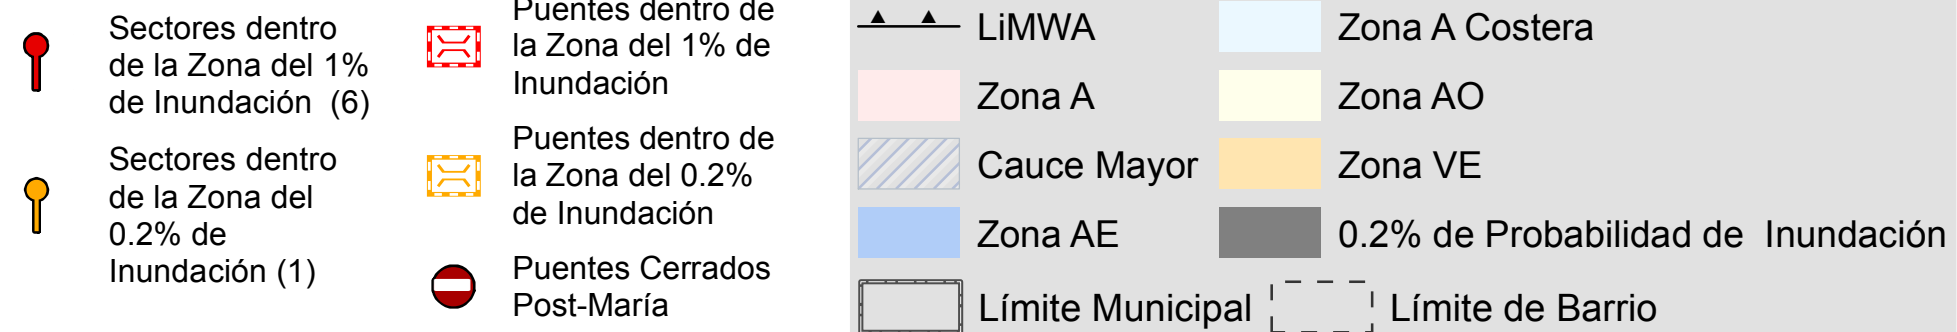 Sectores dentro
de la Zona del 1%
de Inundación (6)
Sectores dentro
de la Zona del
0.2% de
Inundación (1)
Puentes dentro de
la Zona del 1% de
Inundación
Puentes dentro de
la Zona del 0.2%
de Inundación
Puentes Cerrados
Post-María
LiMWA
Zona A
Cauce Mayor
Zona AE
Límite Municipal
Zona A Costera
Zona AO
Zona VE
0.2% de Probabilidad de Inundación
Límite de Barrio